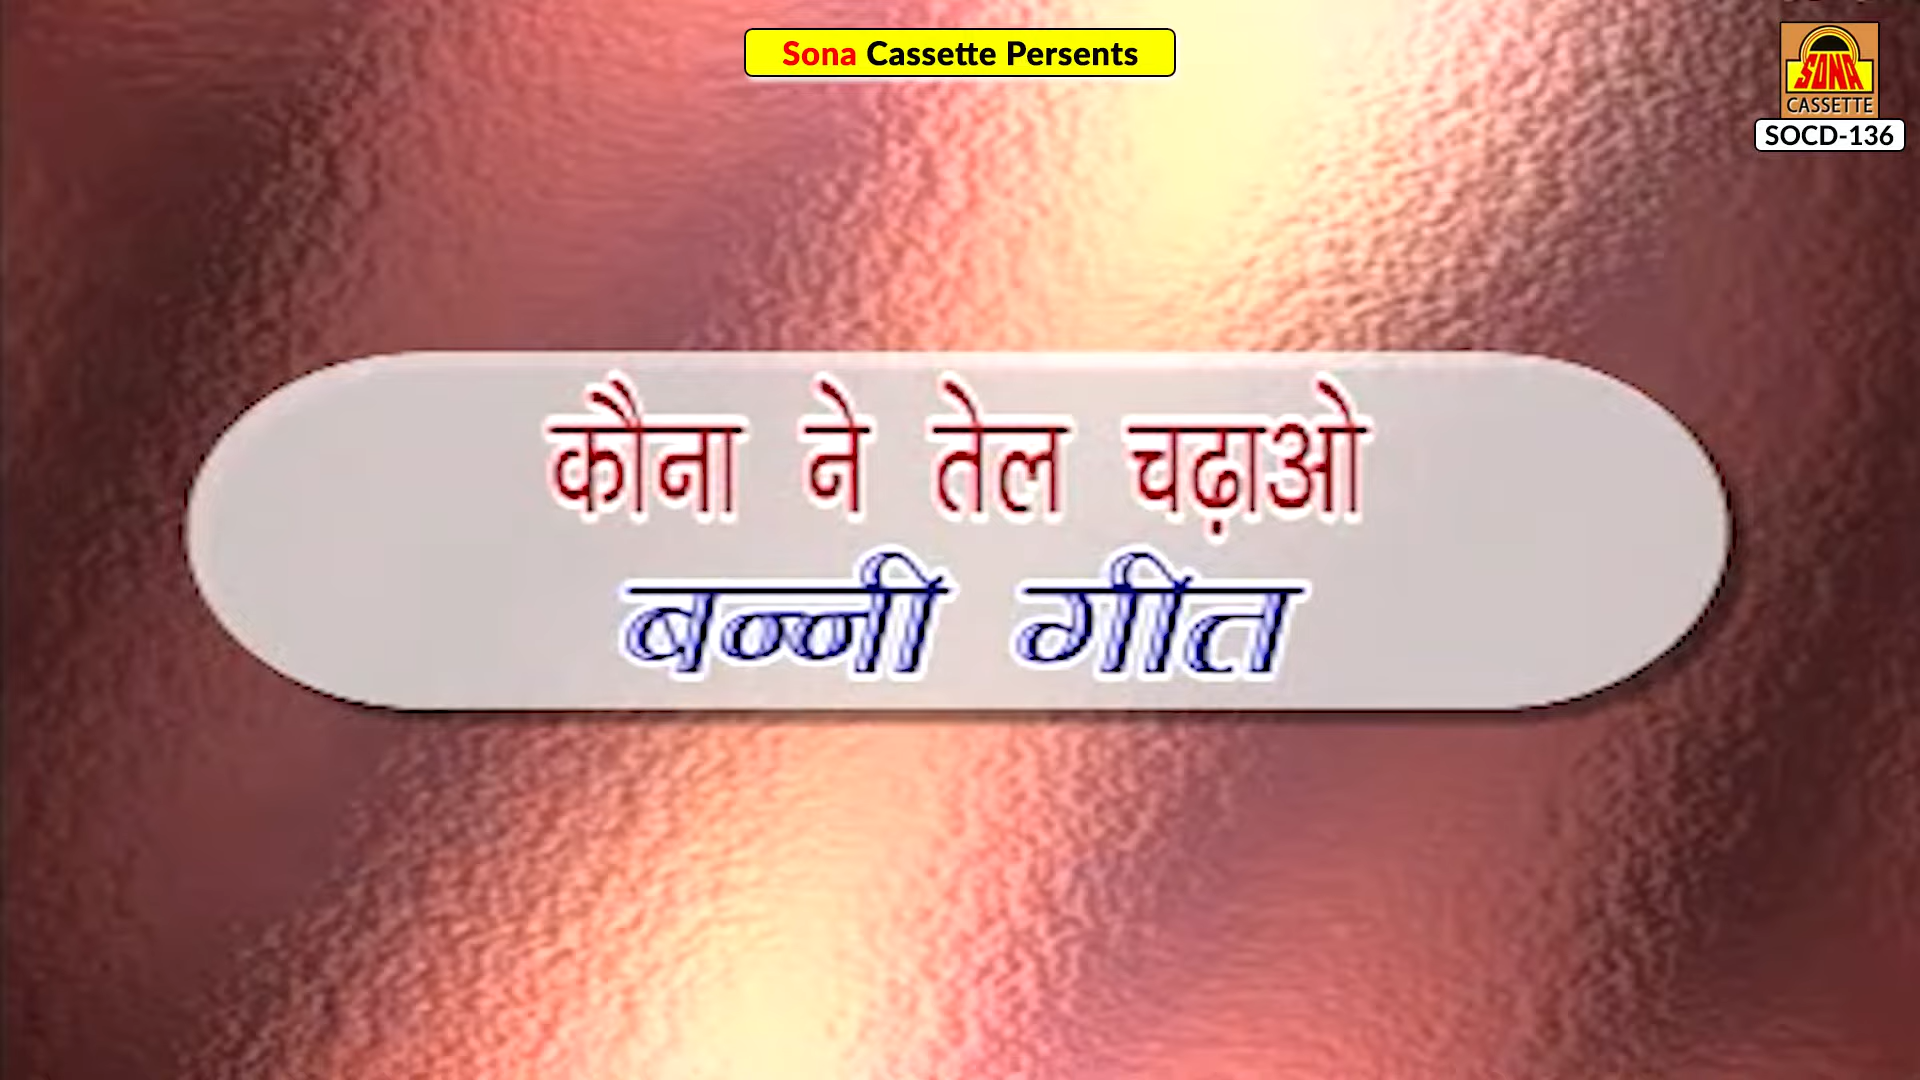 Sona Cassette Persents
SONA
CASSETTE
SOCD-136
कौना ने तेल चढ़ाओ
बन्नी गीत